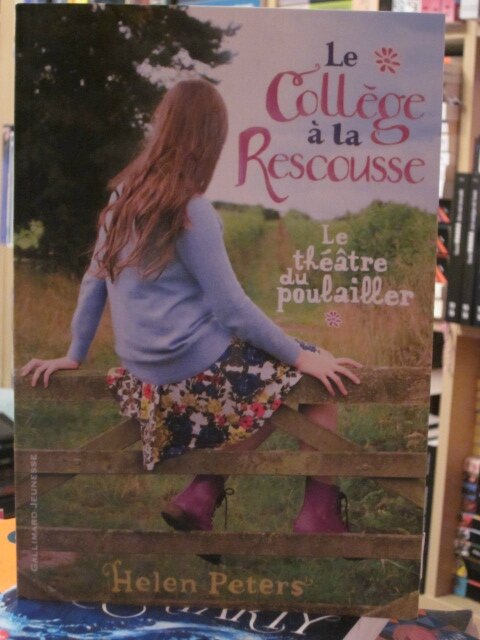 Le
Collège
à la
Rescousse
Le
théâtre
du
poulailler
GALLIMARD JEUNESSE
Helen Peters